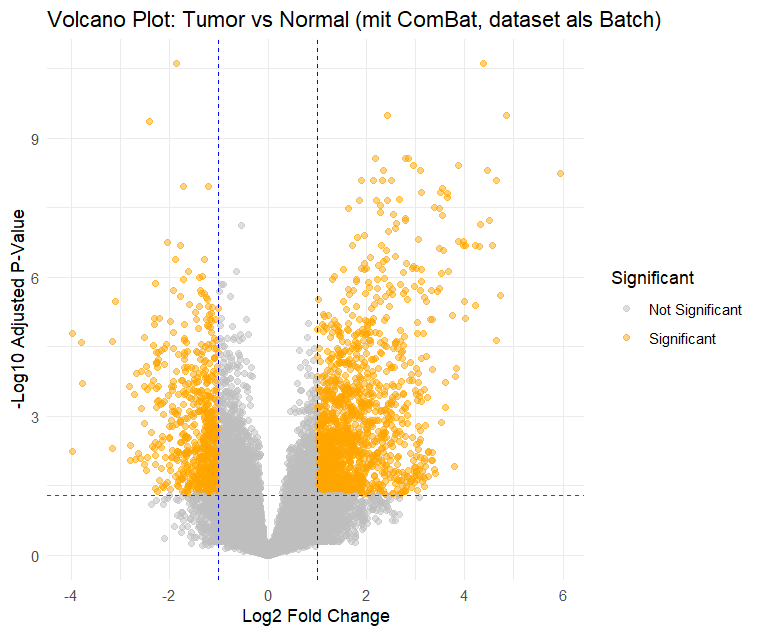 Volcano Plot: Tumor vs Normal (mit ComBat, dataset als Batch)
-Log10 Adjusted P-Value
9
6
3
0
-4 -2 0 2 4 6
Log2 Fold Change
Significant
Not Significant
Significant